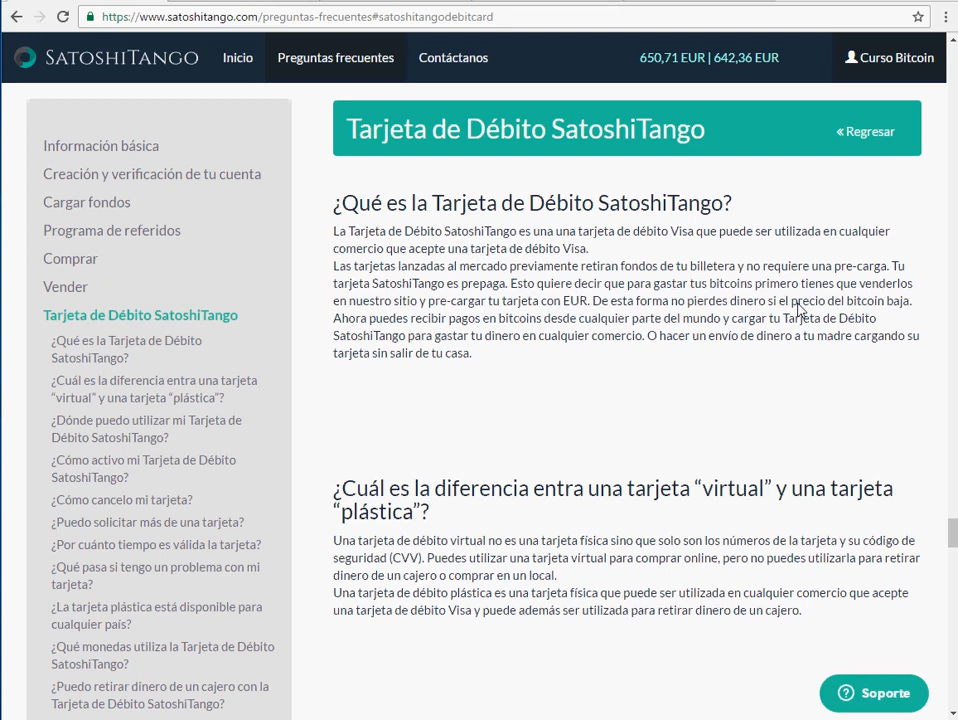 https://www.satoshitango.com/preguntas-frecuentes#satoshitangodebitcard
SATOSHITANGO
Inicio
Preguntas frecuentes
Contáctanos
650,71 EUR | 642,36 EUR
Curso Bitcoin
Información básica
Creación y verificación de tu cuenta
Cargar fondos
Programa de referidos
Comprar
Vender
Tarjeta de Débito SatoshiTango
¿Qué es la Tarjeta de Débito
SatoshiTango?
¿Cuál es la diferencia entra una tarjeta
“virtual” y una tarjeta “plástica”?
¿Dónde puedo utilizar mi Tarjeta de
Débito SatoshiTango?
¿Cómo activo mi Tarjeta de Débito
SatoshiTango?
¿Cómo cancelo mi tarjeta?
¿Puedo solicitar más de una tarjeta?
¿Por cuánto tiempo es válida la tarjeta?
¿Qué pasa si tengo un problema con mi
tarjeta?
¿La tarjeta plástica está disponible para
cualquier país?
¿Qué monedas utiliza la Tarjeta de Débito
SatoshiTango?
¿Puedo retirar dinero de un cajero con la
Tarjeta de Débito SatoshiTango?
Tarjeta de Débito SatoshiTango
« Regresar
¿Qué es la Tarjeta de Débito SatoshiTango?
La Tarjeta de Débito SatoshiTango es una una tarjeta de débito Visa que puede ser utilizada en cualquier
comercio que acepte una tarjeta de débito Visa.
Las tarjetas lanzadas al mercado previamente retiran fondos de tu billetera y no requiere una pre-carga. Tu
tarjeta SatoshiTango es prepaga. Esto quiere decir que para gastar tus bitcoins primero tienes que venderlos
en nuestro sitio y pre-cargar tu tarjeta con EUR. De esta forma no pierdes dinero si el precio del bitcoin baja.
Ahora puedes recibir pagos en bitcoins desde cualquier parte del mundo y cargar tu Tarjeta de Débito
SatoshiTango para gastar tu dinero en cualquier comercio. O hacer un envío de dinero a tu madre cargando su
tarjeta sin salir de tu casa.
¿Cuál es la diferencia entra una tarjeta “virtual” y una tarjeta
“plástica”?
Una tarjeta de débito virtual no es una tarjeta física sino que solo son los números de la tarjeta y su código de
seguridad (CVV). Puedes utilizar una tarjeta virtual para comprar online, pero no puedes utilizarla para retirar
dinero de un cajero o comprar en un local.
Una tarjeta de débito plástica es una tarjeta física que puede ser utilizada en cualquier comercio que acepte
una tarjeta de débito Visa y puede además ser utilizada para retirar dinero de un cajero.
Soporte